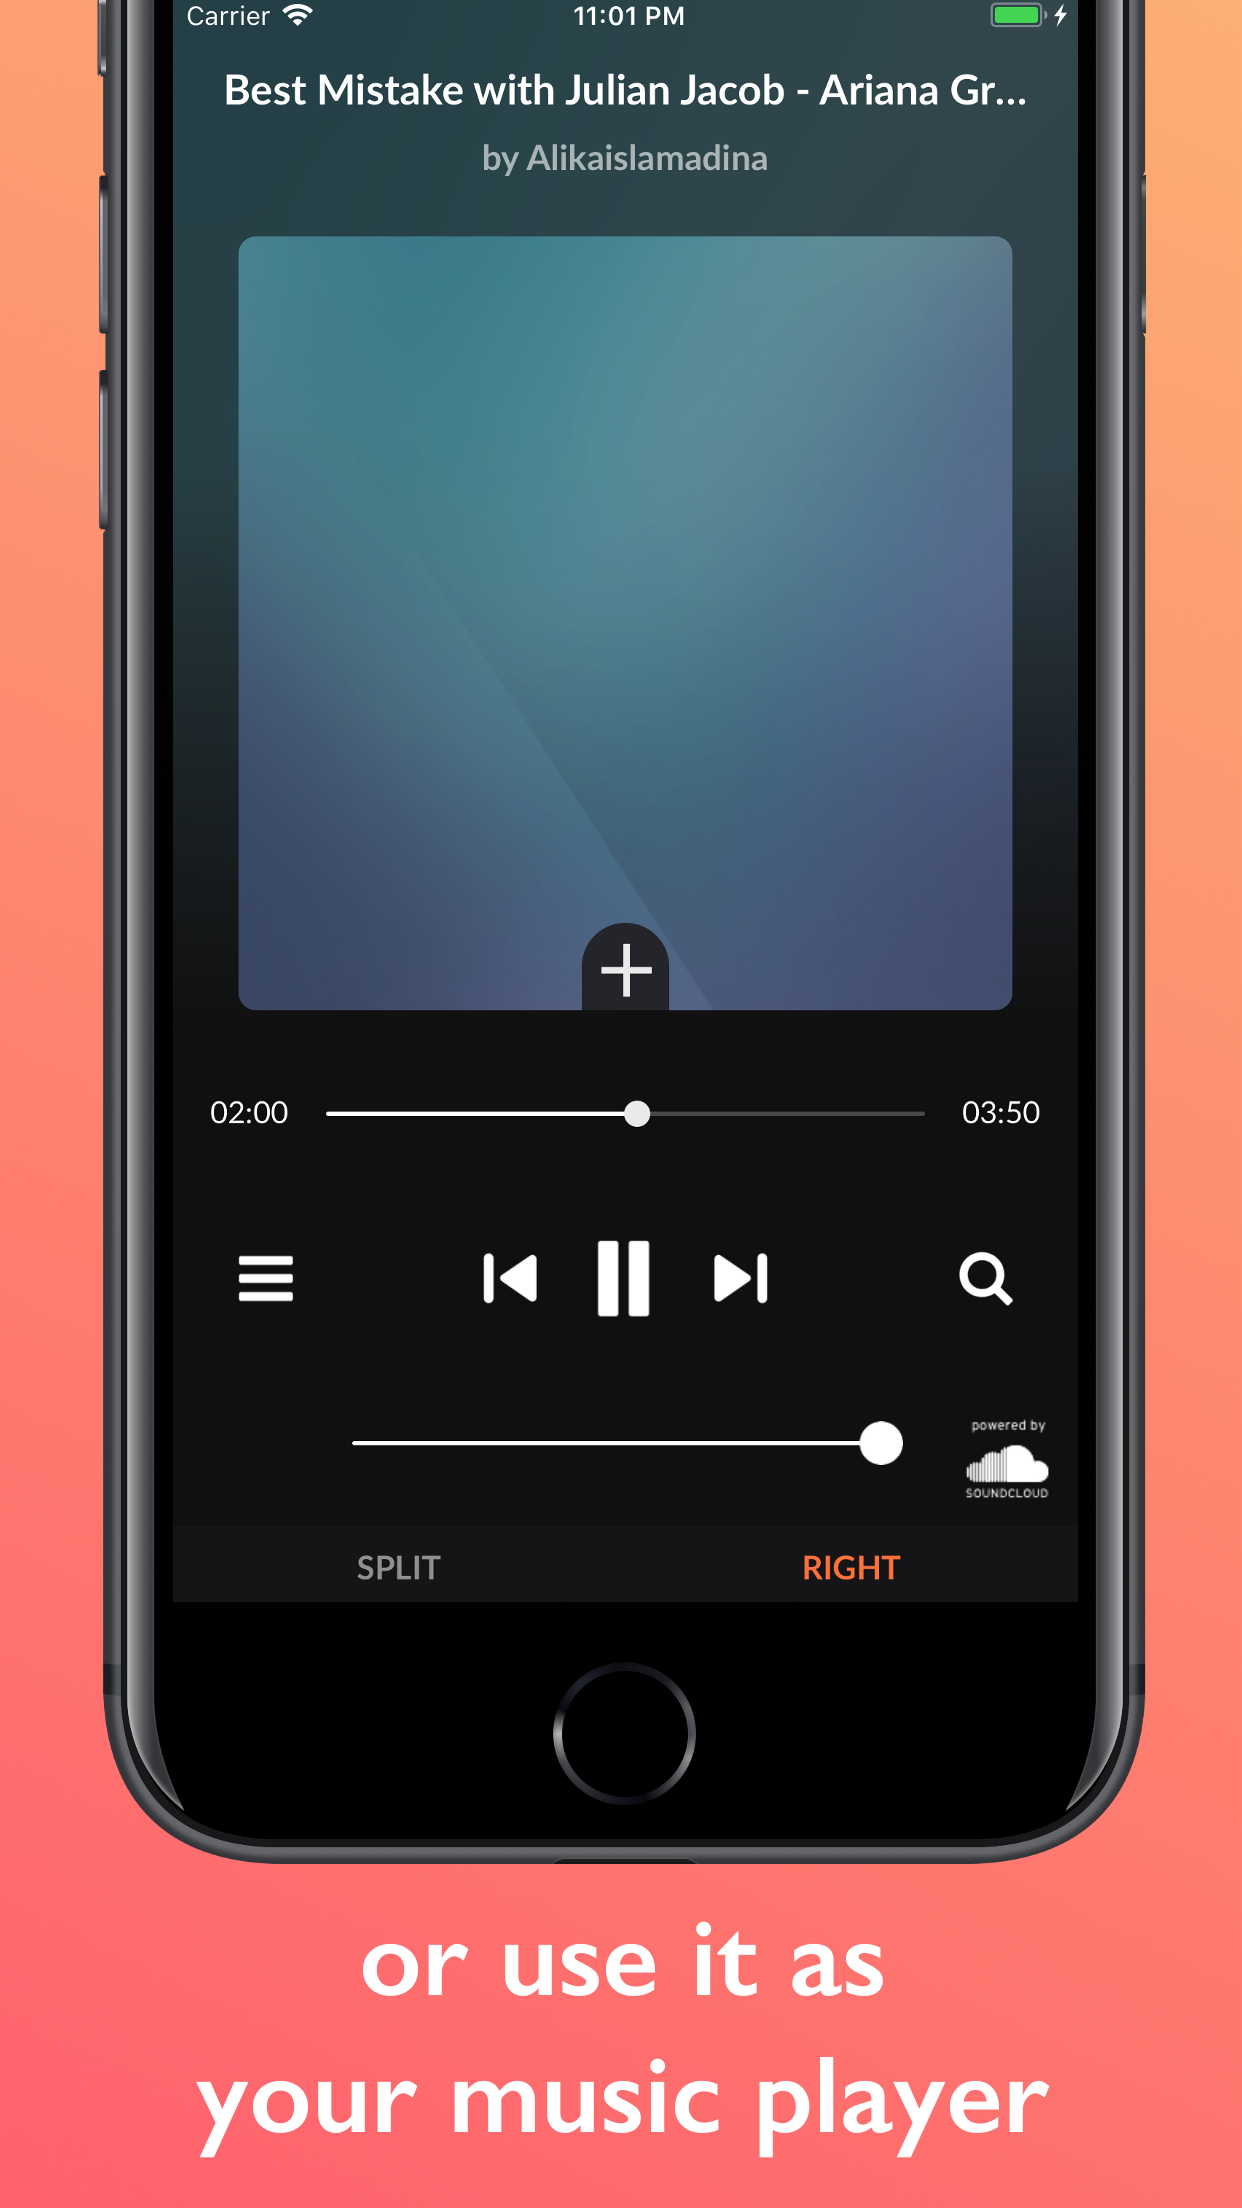 Carrier 11:01 PM
Best Mistake with Julian Jacob - Ariana Gr...
by Alikaislamadina
02:00 03:50
powered by
SOUNDCLOUD
SPLIT RIGHT
or use it as
your music player